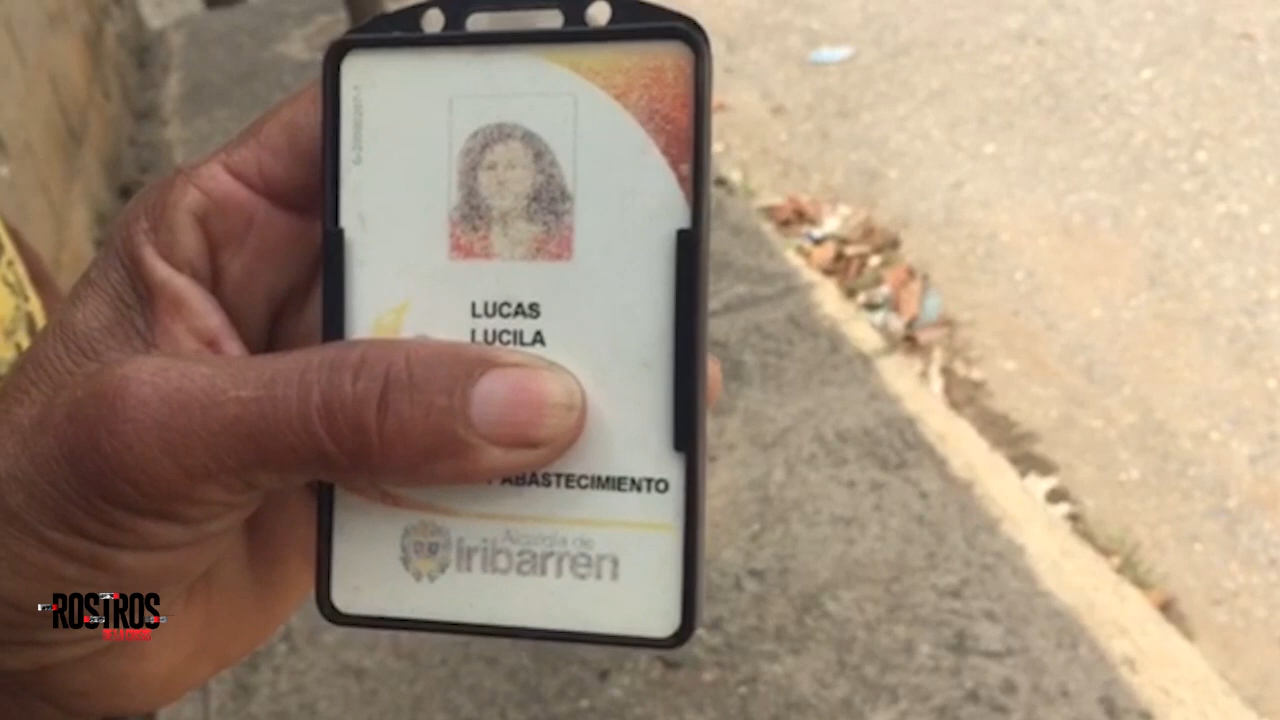 LUCAS
LUCILA
ABASTECIMIENTO
Alcaldía de
Iribarren
ROSTROS